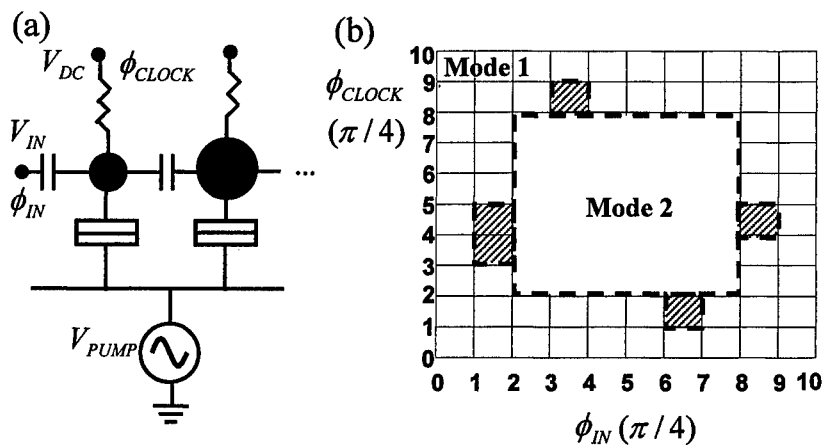 (a)
V_DC
ϕ_CLOCK
V_IN
ϕ_IN
...
V_PUMP
(b)
10
9
8
7
6
5
4
3
2
1
0
ϕ_CLOCK
(π / 4)
Mode 1
Mode 2
0 1 2 3 4 5 6 7 8 9 10
ϕ_IN (π / 4)